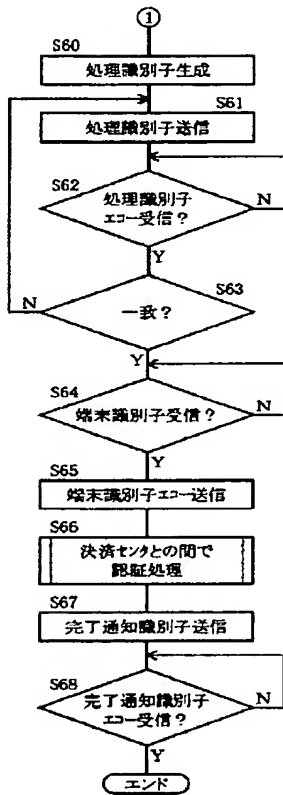 1
S60
処理識別子生成
S61
処理識別子送信
S62
処理識別子
エコー受信?
N
Y
S63
一致?
N
Y
S64
端末識別子受信?
N
Y
S65
端末識別子エコー送信
S66
決済センタとの間で
認証処理
S67
完了通知識別子送信
S68
完了通知識別子
エコー受信?
N
Y
エンド